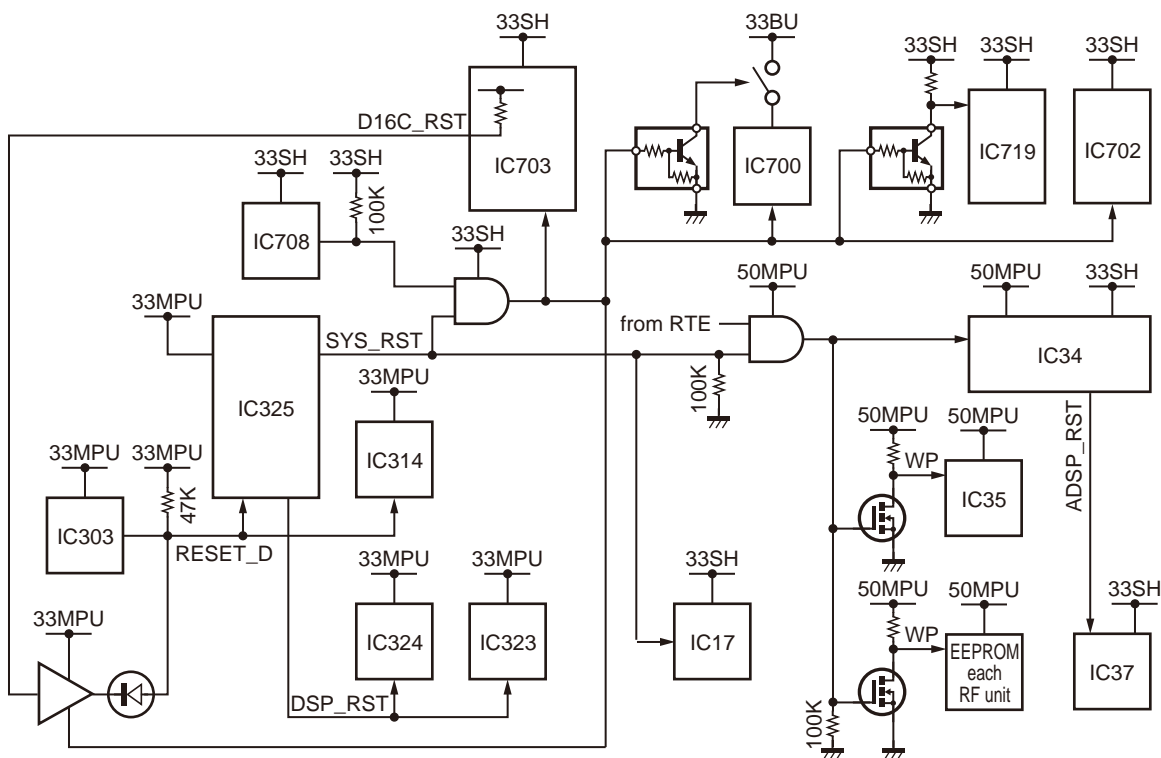 33SH
33BU
33SH
33SH
33SH
D16C_RST
IC703
IC700
IC719
IC702
33SH
33SH
100K
IC708
33SH
33MPU
50MPU
50MPU
33SH
from RTE
SYS_RST
IC34
IC325
33MPU
100K
33MPU
33MPU
IC314
50MPU
50MPU
WP
IC35
ADSP_RST
47K
IC303
RESET_D
33MPU
33MPU
33SH
50MPU
50MPU
33SH
33MPU
IC324
IC323
IC17
WP
EEPROM
each
RF unit
IC37
DSP_RST
100K